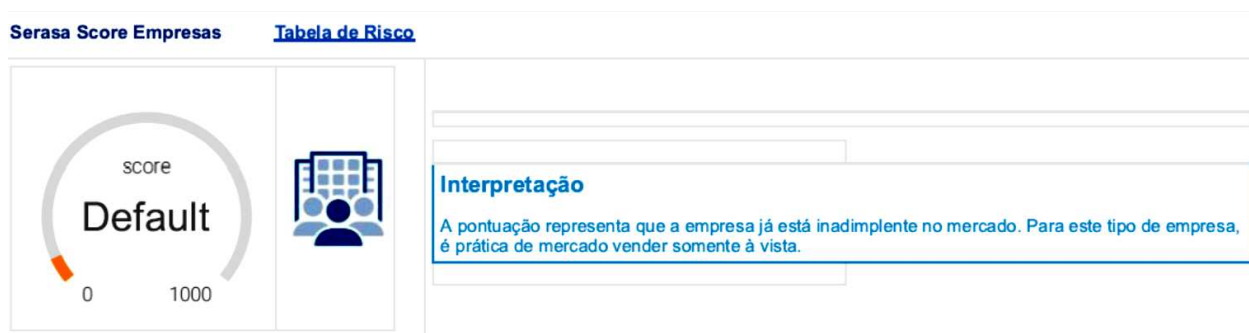 Serasa Score Empresas
Tabela de Risco
score
Default
0
1000
Interpretação
A pontuação representa que a empresa já está inadimplente no mercado. Para este tipo de empresa,
é prática de mercado vender somente à vista.